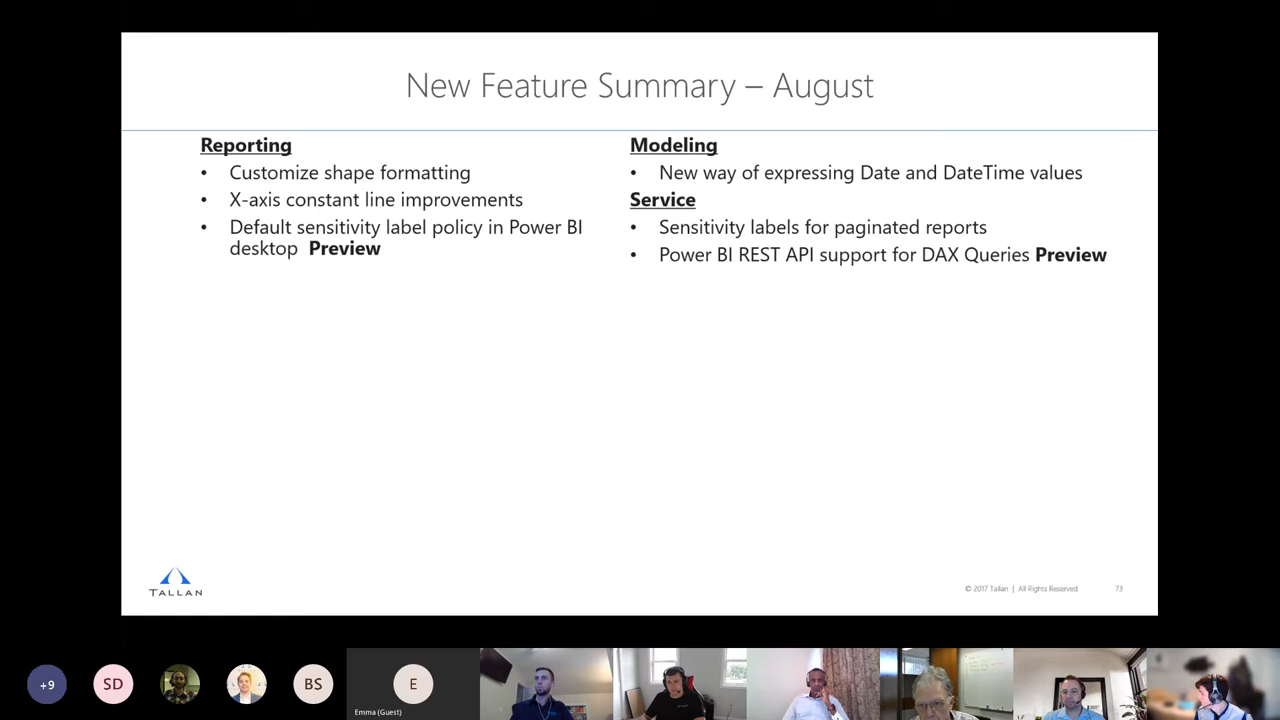 New Feature Summary – August
Reporting
• Customize shape formatting
• X-axis constant line improvements
• Default sensitivity label policy in Power BI
desktop Preview
Modeling
• New way of expressing Date and DateTime values
Service
• Sensitivity labels for paginated reports
• Power BI REST API support for DAX Queries Preview
TALLAN
© 2017 Tallan | All Rights Reserved 73
+9
SD
BS
E
Emma (Guest)